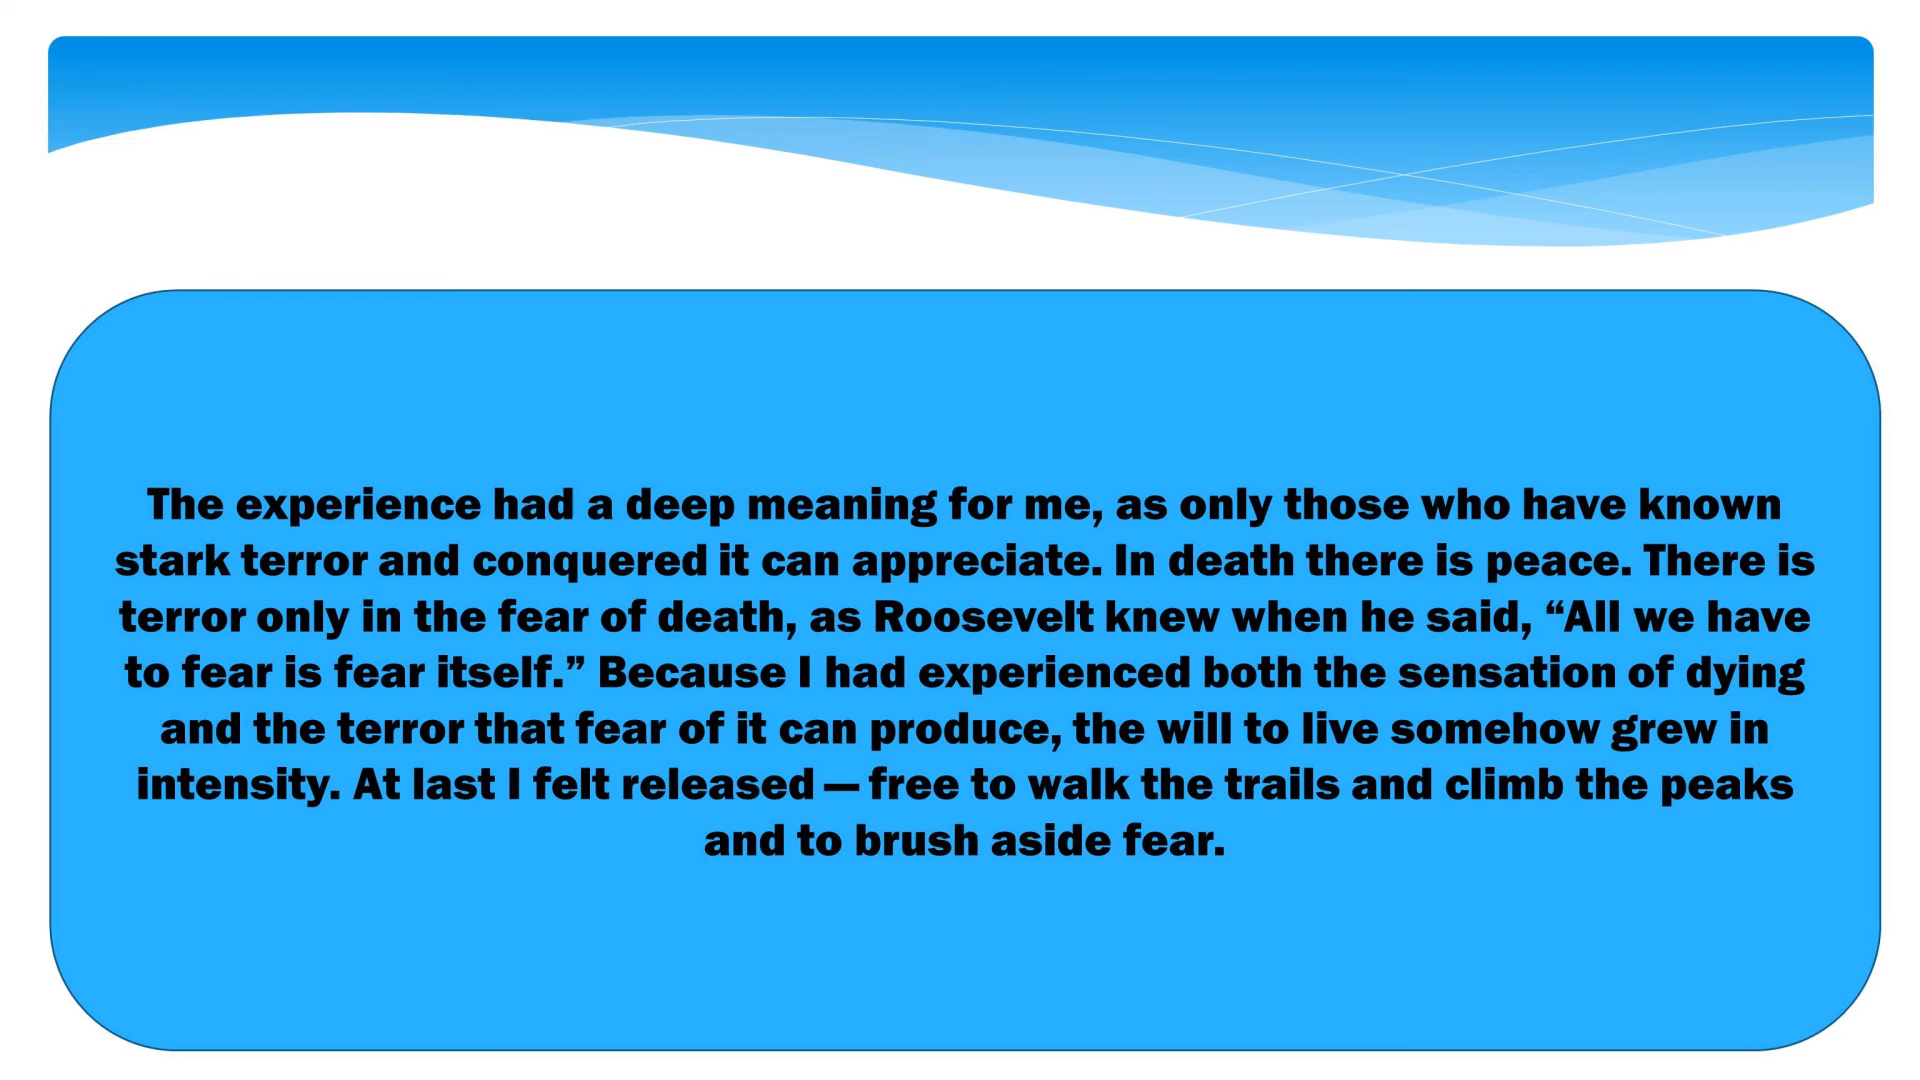 The experience had a deep meaning for me, as only those who have known
stark terror and conquered it can appreciate. In death there is peace. There is
terror only in the fear of death, as Roosevelt knew when he said, “All we have
to fear is fear itself.” Because I had experienced both the sensation of dying
and the terror that fear of it can produce, the will to live somehow grew in
intensity. At last I felt released — free to walk the trails and climb the peaks
and to brush aside fear.